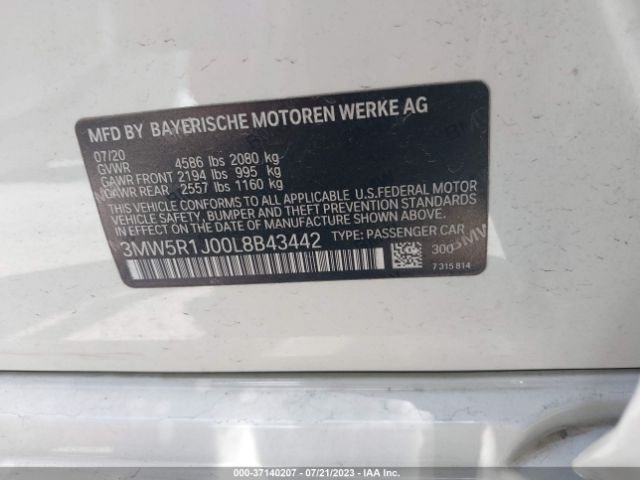 MFD BY BAYERISCHE MOTOREN WERKE AG
07/20
GVWR 4586 lbs 2080 kg
GAWR FRONT 2194 lbs 995 kg
GAWR REAR 2557 lbs 1160 kg
THIS VEHICLE CONFORMS TO ALL APPLICABLE U.S.FEDERAL MOTOR
VEHICLE SAFETY, BUMPER AND THEFT PREVENTION STANDARDS
IN EFFECT ON THE DATE OF MANUFACTURE SHOWN ABOVE.
3MW5R1J00L8B43442 TYPE: PASSENGER CAR
300
7 315 814
000-37140207 - 07/21/2023 - IAA Inc.